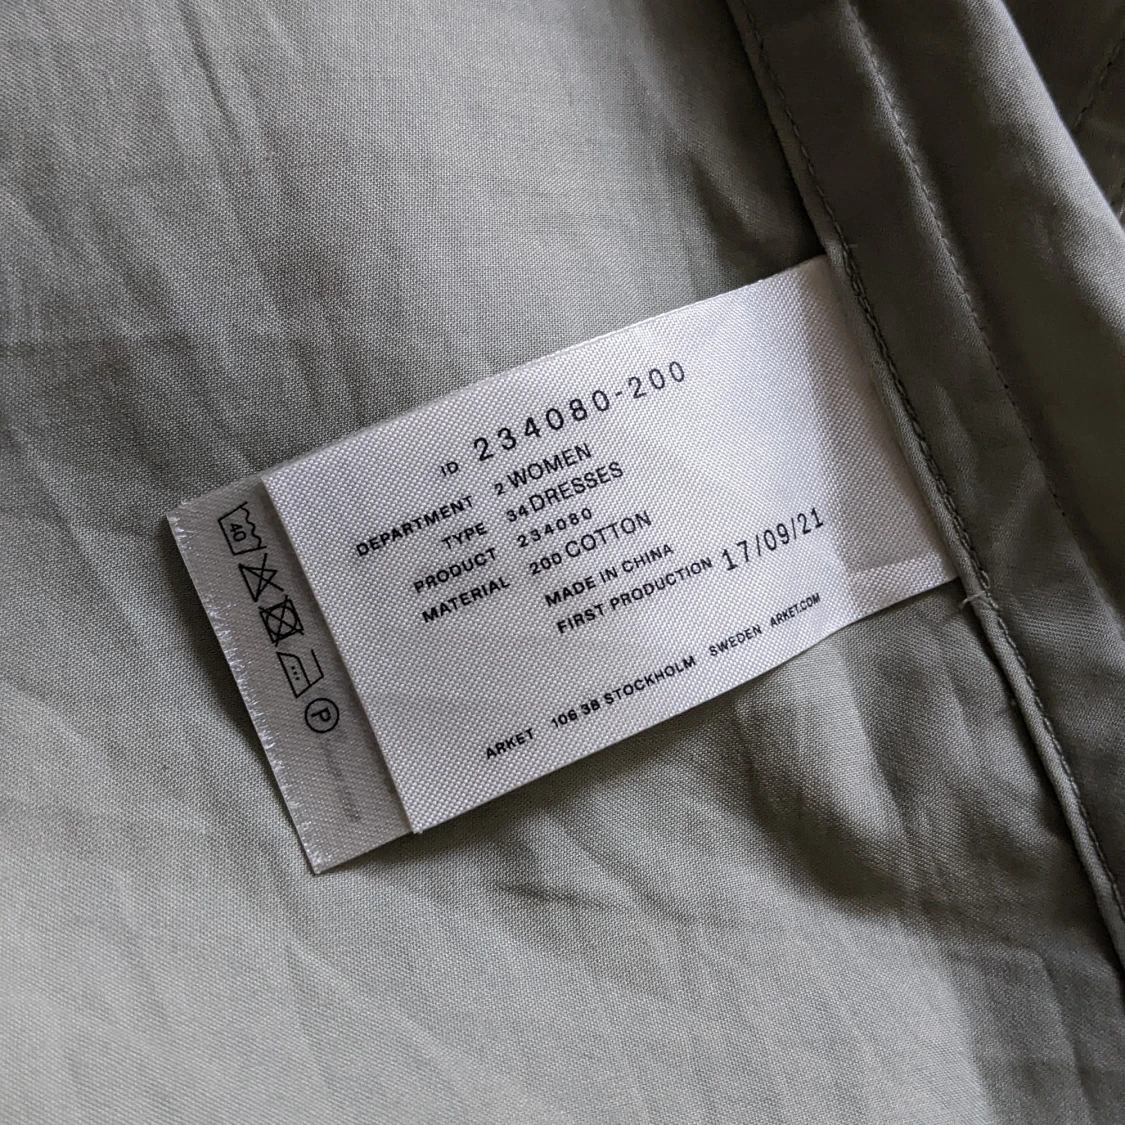 ID 234080-200
DEPARTMENT 2 WOMEN
TYPE 34 DRESSES
PRODUCT 234080
MATERIAL 200 COTTON
MADE IN CHINA
FIRST PRODUCTION 17/09/21
ARKET 106 38 STOCKHOLM SWEDEN ARKET.COM
40
P